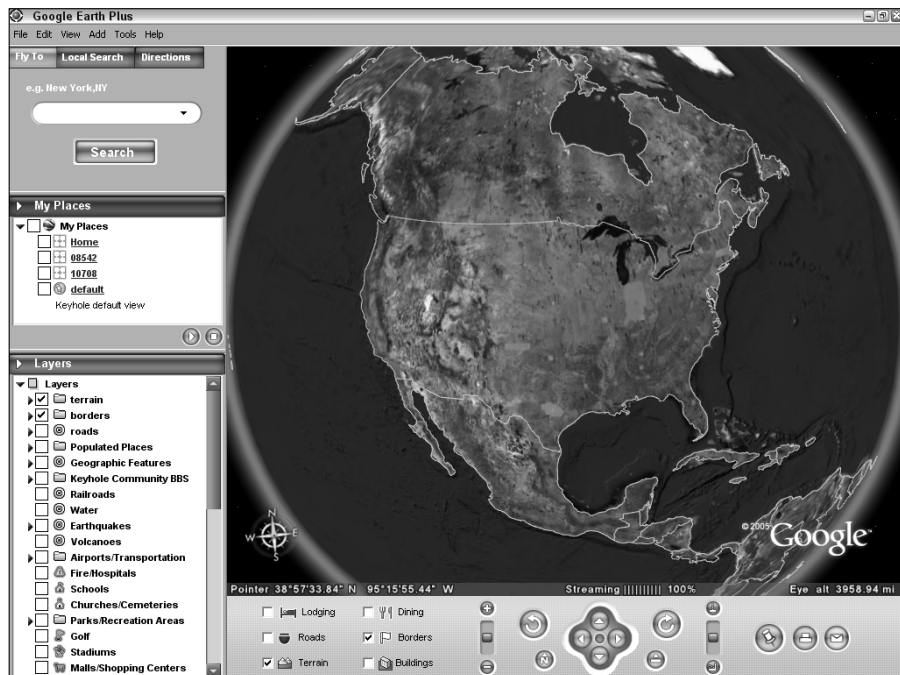 Google Earth Plus
File Edit View Add Tools Help
Fly To Local Search Directions
e.g. New York,NY
Search
My Places
My Places
Home
08542
10708
default
Keyhole default view
Layers
Layers
terrain
borders
roads
Populated Places
Geographic Features
Keyhole Community BBS
Railroads
Water
Earthquakes
Volcanoes
Airports/Transportation
Fire/Hospitals
Schools
Churches/Cemeteries
Parks/Recreation Areas
Golf
Stadiums
Malls/Shopping Centers
N
W E
S
© 2005 Google™
Pointer 38°57'33.84" N 95°15'55.44" W Streaming |||||||||| 100% Eye alt 3958.94 mi
Lodging Dining
Roads Borders
Terrain Buildings
N